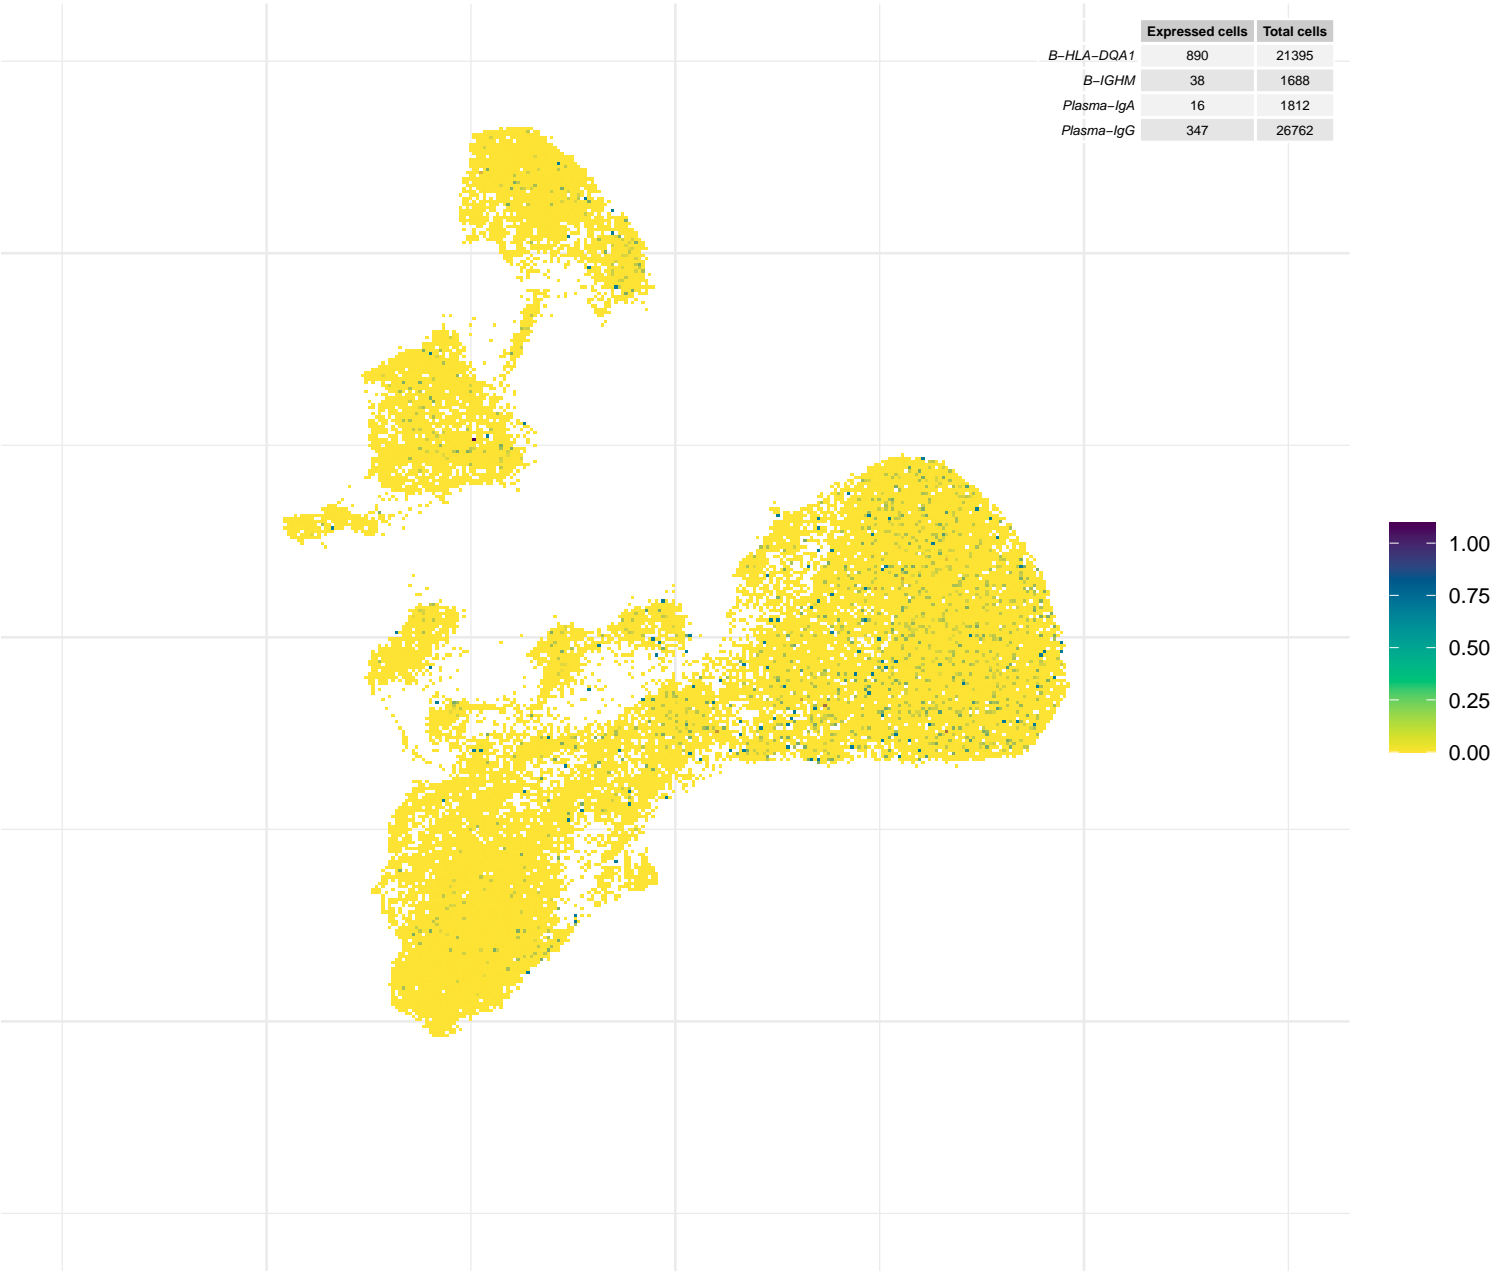 Expressed cells Total cells
B−HLA−DQA1 890 21395
B−IGHM 38 1688
Plasma−IgA 16 1812
Plasma−IgG 347 26762
1.00
0.75
0.50
0.25
0.00